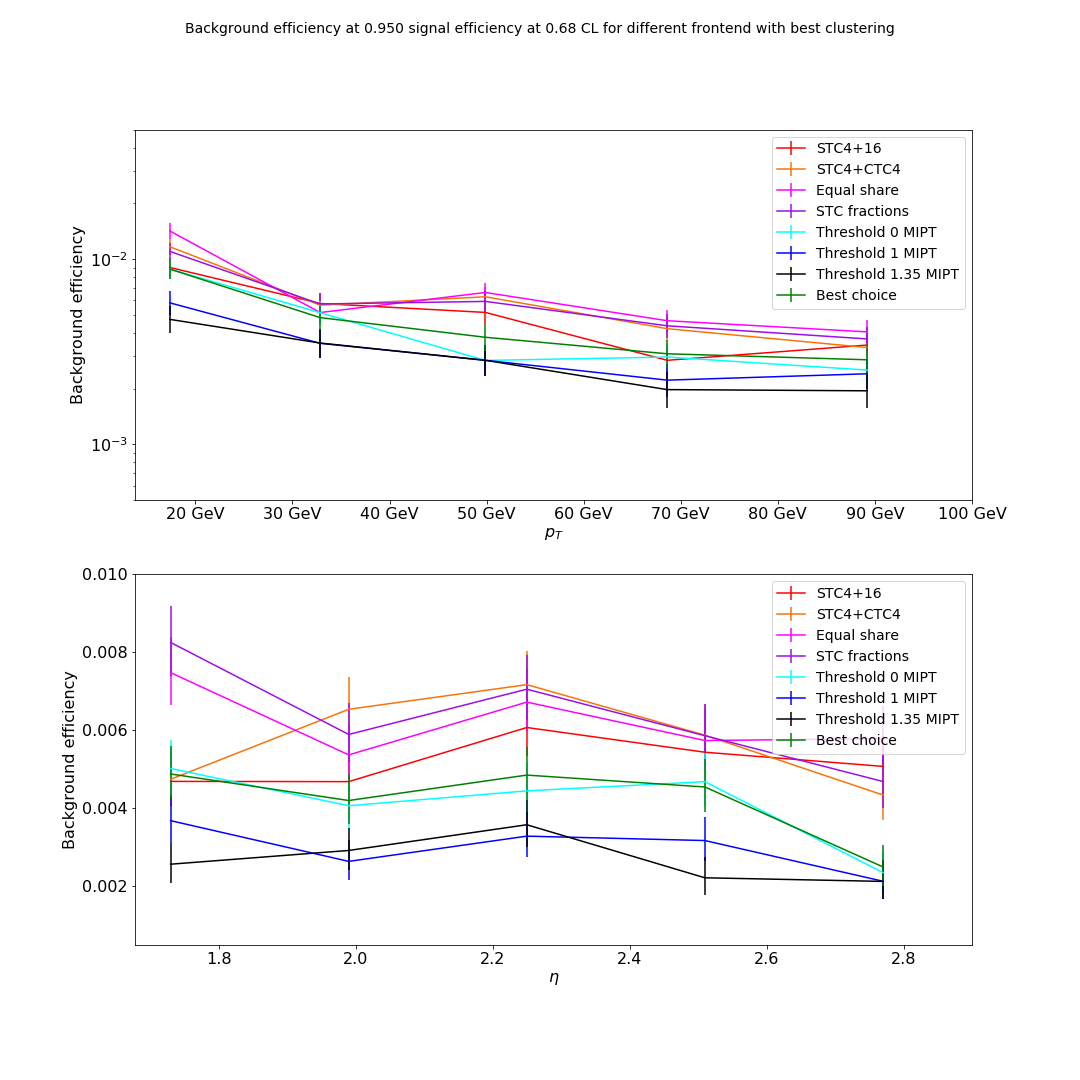 Background efficiency at 0.950 signal efficiency at 0.68 CL for different frontend with best clustering
Background efficiency
10⁻²
10⁻³
STC4+16
STC4+CTC4
Equal share
STC fractions
Threshold 0 MIPT
Threshold 1 MIPT
Threshold 1.35 MIPT
Best choice
20 GeV 30 GeV 40 GeV 50 GeV 60 GeV 70 GeV 80 GeV 90 GeV 100 GeV
p_T
Background efficiency
0.010
0.008
0.006
0.004
0.002
STC4+16
STC4+CTC4
Equal share
STC fractions
Threshold 0 MIPT
Threshold 1 MIPT
Threshold 1.35 MIPT
Best choice
1.8 2.0 2.2 2.4 2.6 2.8
η